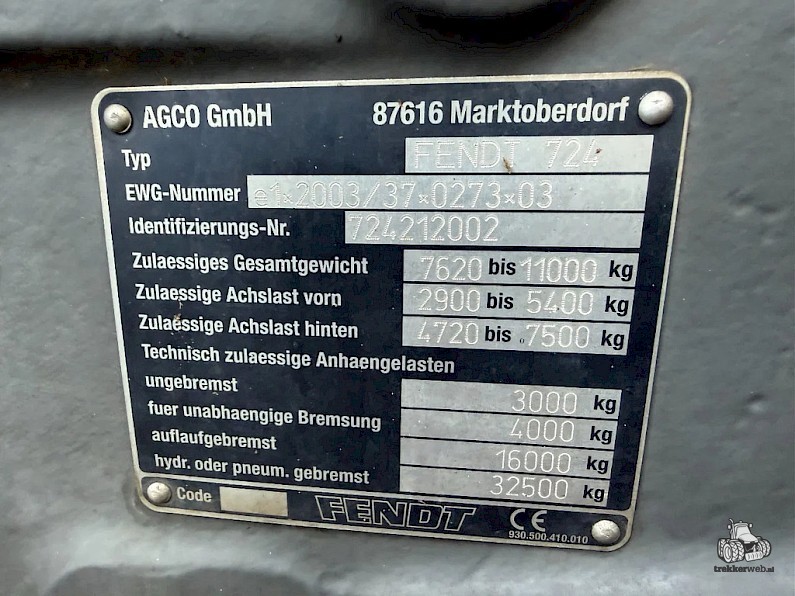 AGCO GmbH 87616 Marktoberdorf
Typ FENDT 724
EWG-Nummer e1*2003/37*0273*03
Identifizierungs-Nr. 724212002
Zulaessiges Gesamtgewicht 7620 bis 11000 kg
Zulaessige Achslast vorn 2900 bis 5400 kg
Zulaessige Achslast hinten 4720 bis 7500 kg
Technisch zulaessige Anhaengelasten
ungebremst 3000 kg
fuer unabhaengige Bremsung 4000 kg
auflaufgebremst 16000 kg
hydr. oder pneum. gebremst 32500 kg
Code FENDT CE
930.500.410.010
trekkerweb.nl